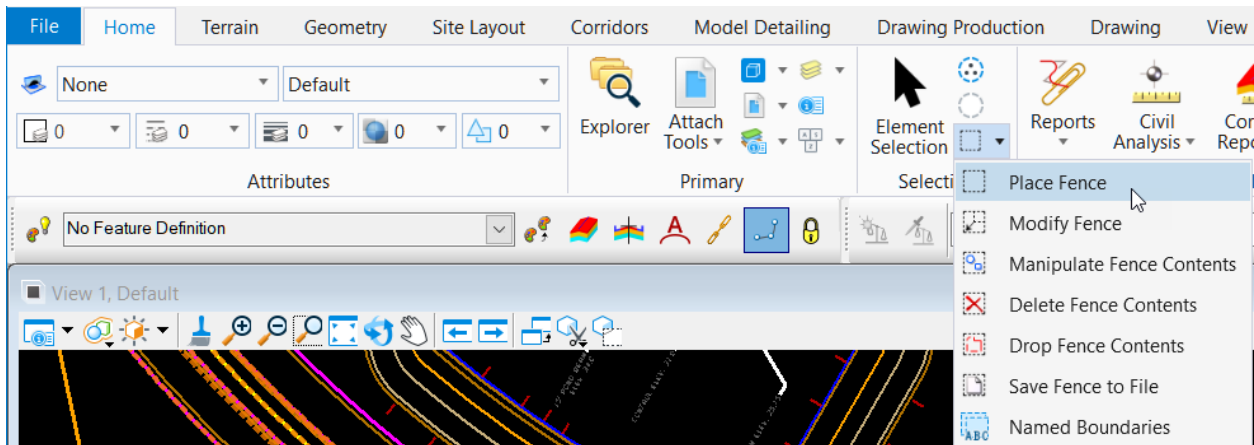 File Home Terrain Geometry Site Layout Corridors Model Detailing Drawing Production Drawing View
None Default
0 0 0 0 0
Explorer
Attach
Tools
Element
Selection
Reports
Civil
Analysis
Attributes Primary
Place Fence
No Feature Definition
Modify Fence
Manipulate Fence Contents
View 1, Default
Delete Fence Contents
Drop Fence Contents
Save Fence to File
Named Boundaries
ABC